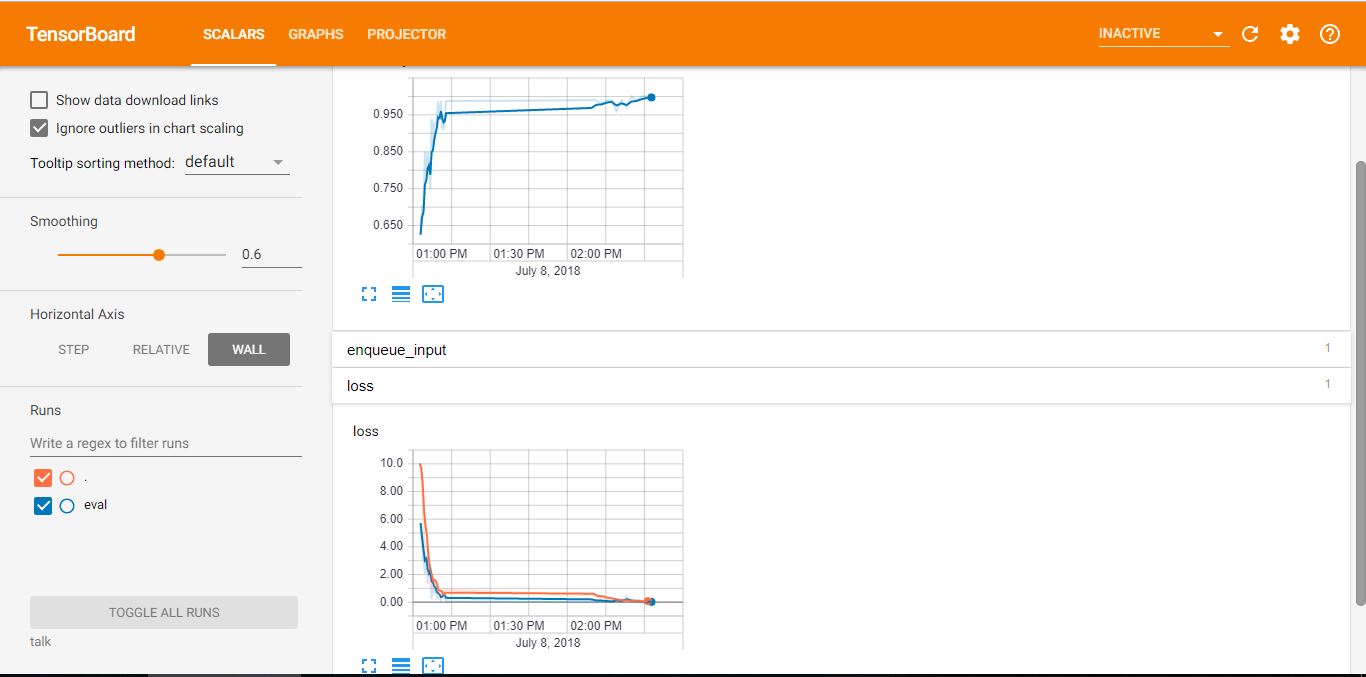 TensorBoard SCALARS GRAPHS PROJECTOR INACTIVE
Show data download links
Ignore outliers in chart scaling
Tooltip sorting method: default
Smoothing
0.6
Horizontal Axis
STEP RELATIVE WALL
Runs
Write a regex to filter runs
.
eval
TOGGLE ALL RUNS
talk
0.950
0.850
0.750
0.650
01:00 PM 01:30 PM 02:00 PM
July 8, 2018
enqueue_input 1
loss 1
loss
10.0
8.00
6.00
4.00
2.00
0.00
01:00 PM 01:30 PM 02:00 PM
July 8, 2018